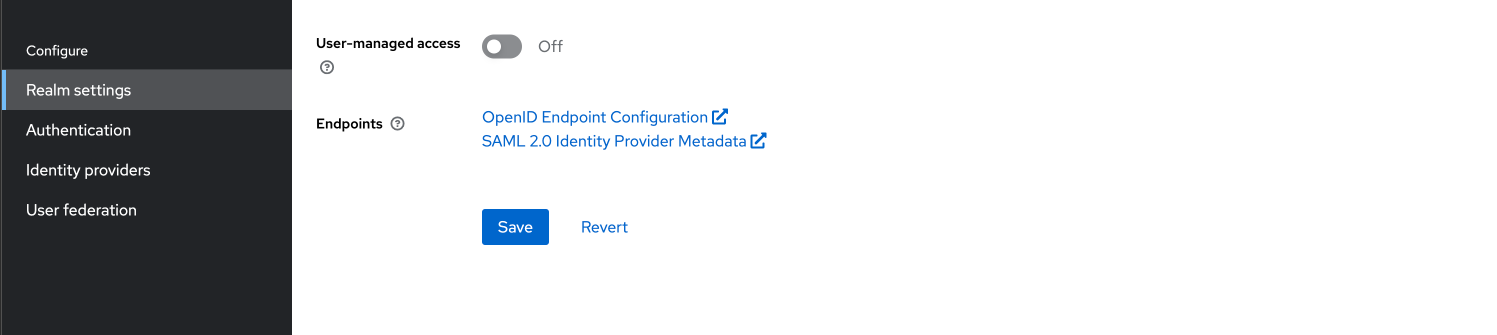 Configure
Realm settings
Authentication
Identity providers
User federation
User-managed access
Off
Endpoints
OpenID Endpoint Configuration
SAML 2.0 Identity Provider Metadata
Save
Revert